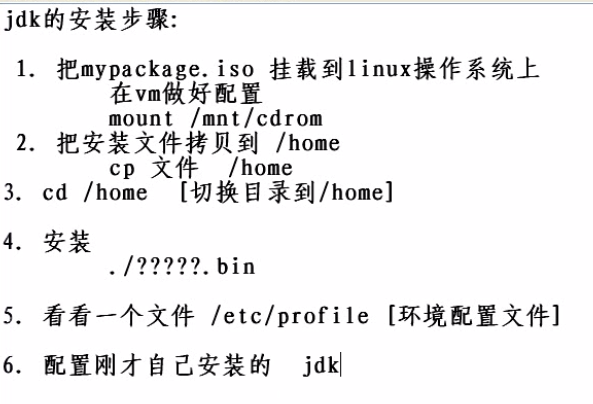 jdk的安装步骤:
1. 把mypackage.iso 挂载到linux操作系统上
在vm做好配置
mount /mnt/cdrom
2. 把安装文件拷贝到 /home
cp 文件 /home
3. cd /home [切换目录到/home]
4. 安装
./?????.bin
5. 看看一个文件 /etc/profile [环境配置文件]
6. 配置刚才自己安装的 jdk